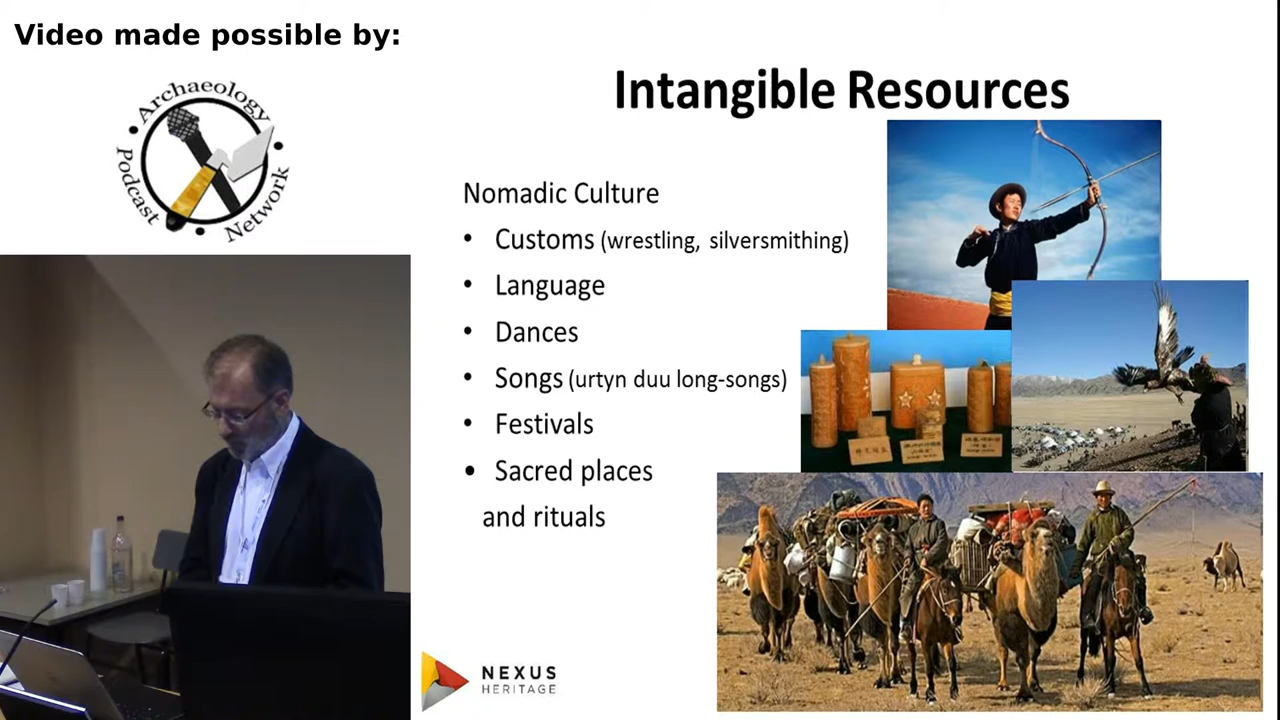 Video made possible by:
Archaeology
Podcast
Network
Intangible Resources
Nomadic Culture
• Customs (wrestling, silversmithing)
• Language
• Dances
• Songs (urtyn duu long-songs)
• Festivals
• Sacred places
and rituals
NEXUS
HERITAGE